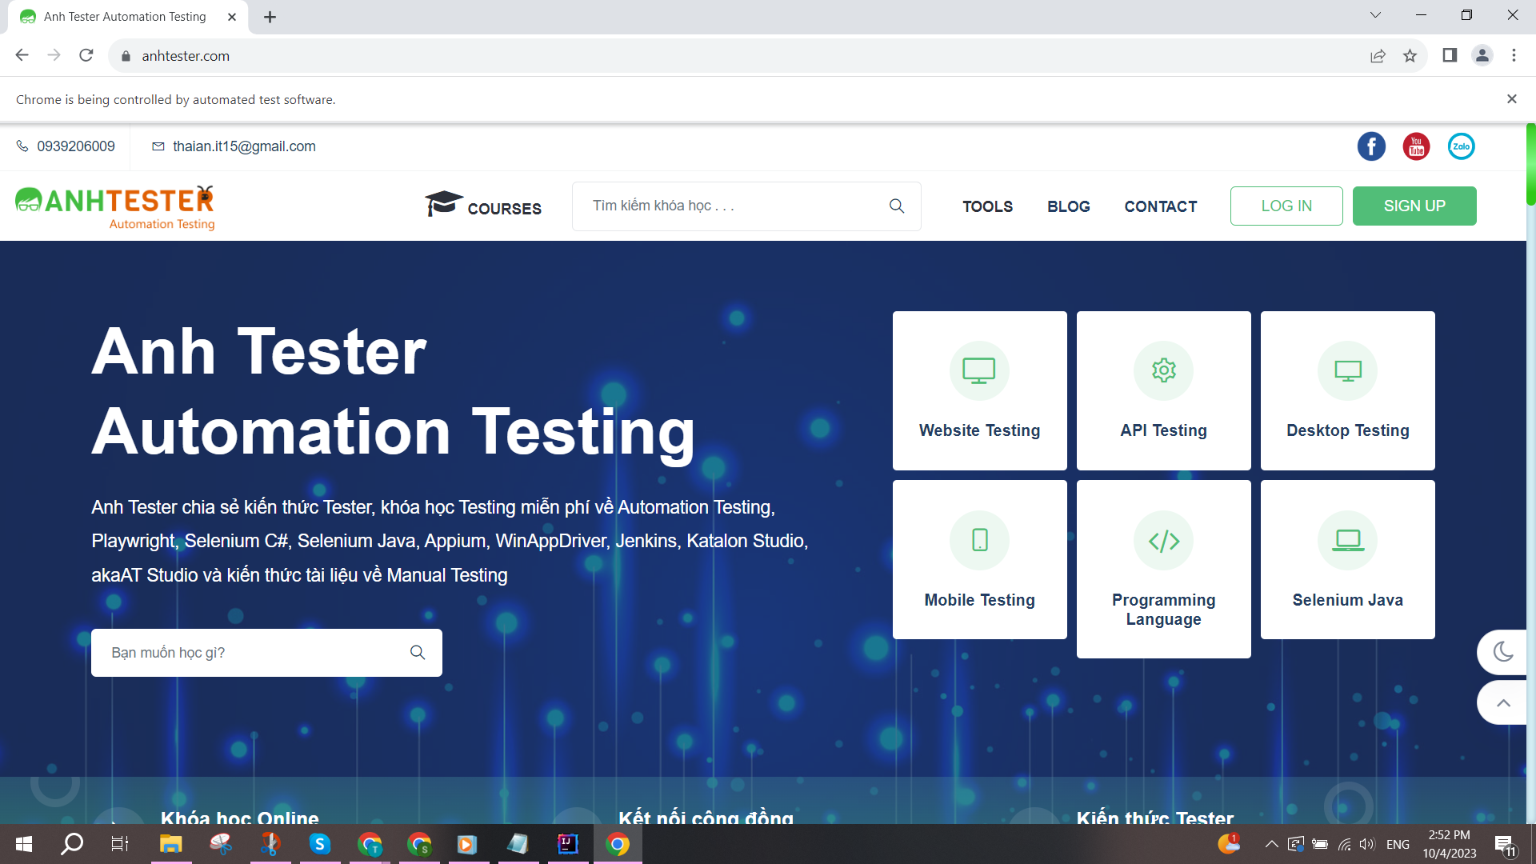 Anh Tester Automation Testing
anhtester.com
Chrome is being controlled by automated test software.
0939206009
thaian.it15@gmail.com
You
Tube
Zalo
ANHTESTER
Automation Testing
COURSES
Tìm kiếm khóa học . . .
TOOLS
BLOG
CONTACT
LOG IN
SIGN UP
Anh Tester
Automation Testing
Anh Tester chia sẻ kiến thức Tester, khóa học Testing miễn phí về Automation Testing,
Playwright, Selenium C#, Selenium Java, Appium, WinAppDriver, Jenkins, Katalon Studio,
akaAT Studio và kiến thức tài liệu về Manual Testing
Bạn muốn học gì?
Website Testing
API Testing
Desktop Testing
Mobile Testing
Programming
Language
Selenium Java
Khóa học Online
Kết nối cộng đồng
Kiến thức Tester
ENG
2:52 PM
10/4/2023
11